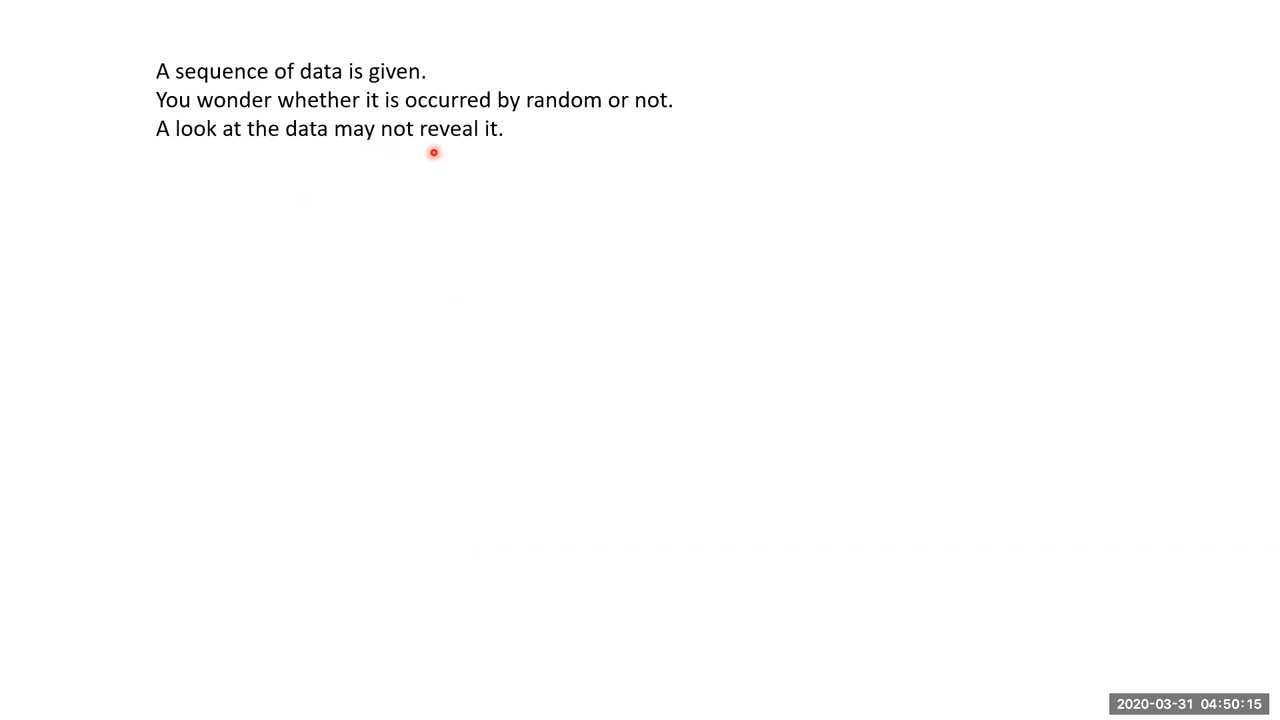 A sequence of data is given.
You wonder whether it is occurred by random or not.
A look at the data may not reveal it.
2020-03-31 04:50:15